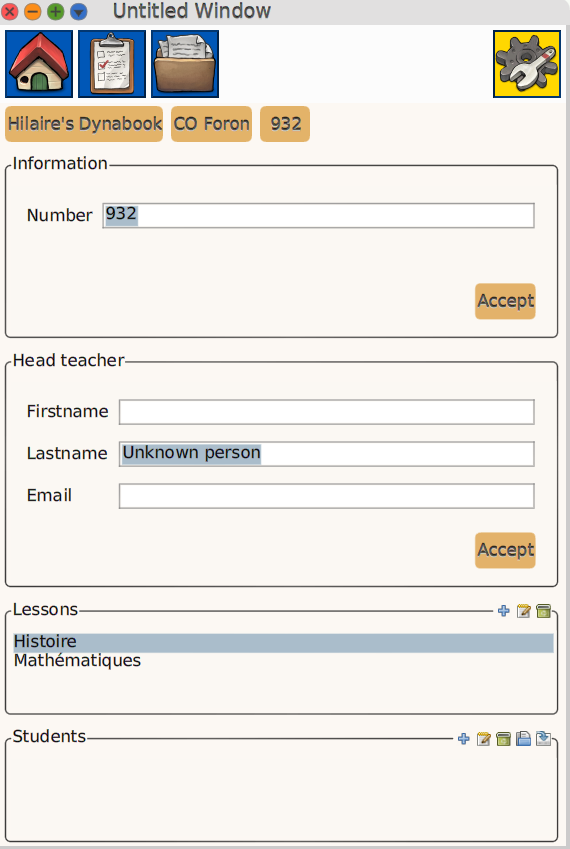 Untitled Window
Hilaire's Dynabook CO Foron 932
Information
Number 932
Accept
Head teacher
Firstname
Lastname Unknown person
Email
Accept
Lessons
Histoire
Mathématiques
Students